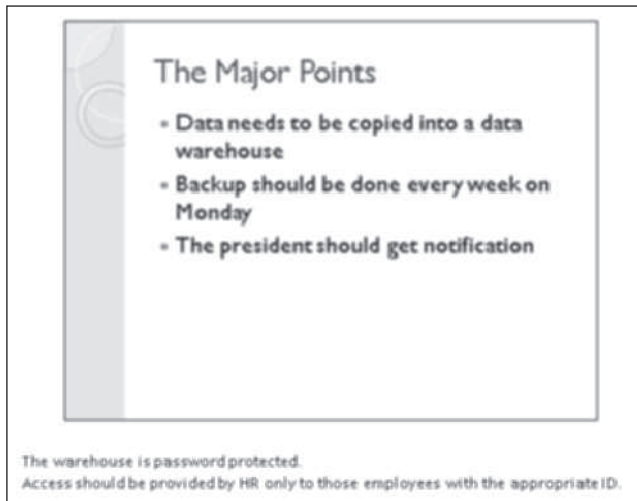 The Major Points
Data needs to be copied into a data
warehouse
Backup should be done every week on
Monday
The president should get notification
The warehouse is password protected.
Access should be provided by HR only to those employees with the appropriate ID.